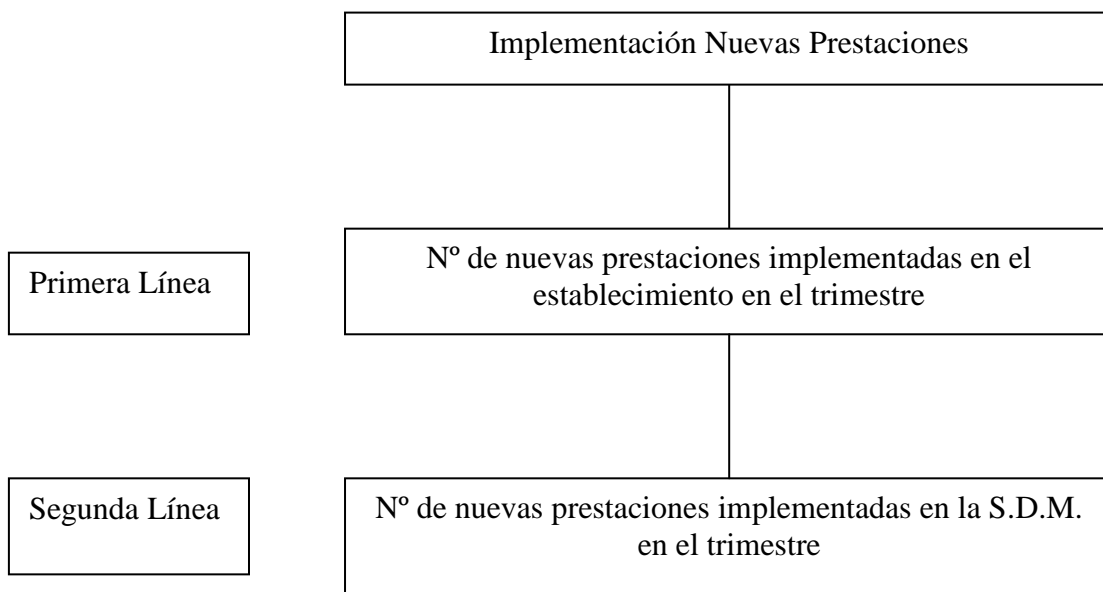 Implementación Nuevas Prestaciones
Primera Línea
Nº de nuevas prestaciones implementadas en el
establecimiento en el trimestre
Segunda Línea
Nº de nuevas prestaciones implementadas en la S.D.M.
en el trimestre